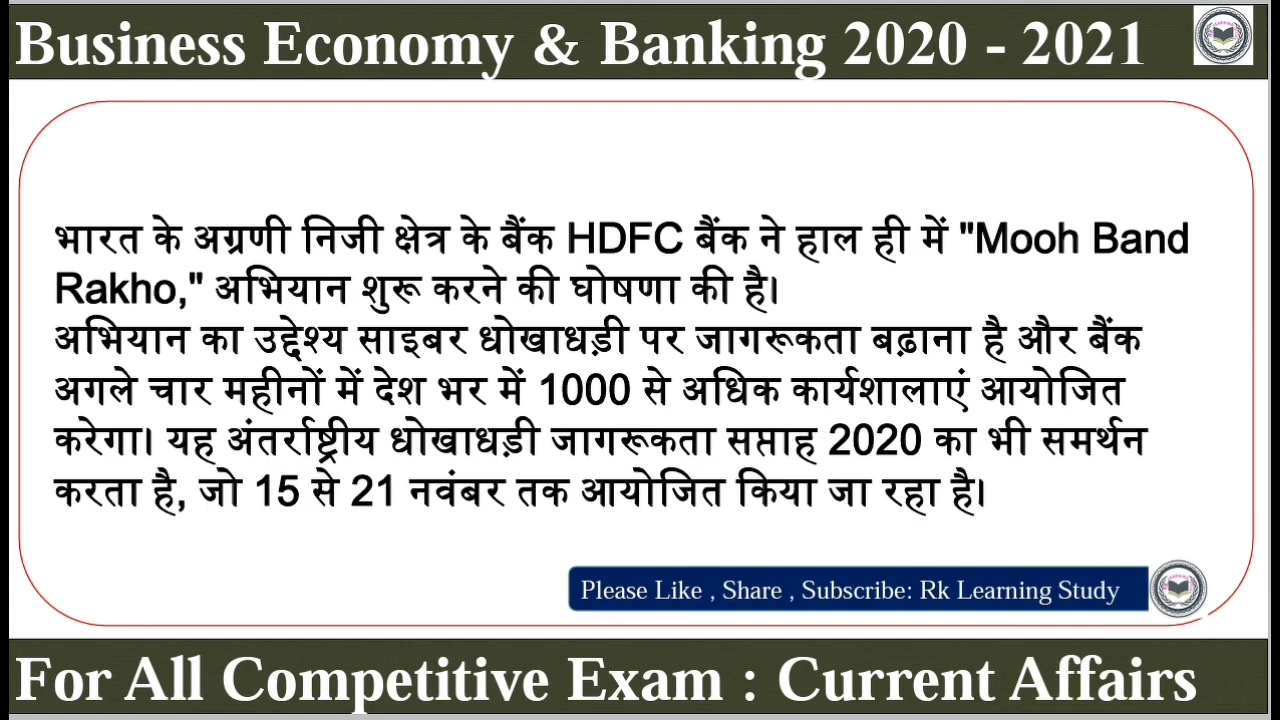 Business Economy & Banking 2020 - 2021
भारत के अग्रणी निजी क्षेत्र के बैंक HDFC बैंक ने हाल ही में "Mooh Band
Rakho," अभियान शुरू करने की घोषणा की है।
अभियान का उद्देश्य साइबर धोखाधड़ी पर जागरूकता बढ़ाना है और बैंक
अगले चार महीनों में देश भर में 1000 से अधिक कार्यशालाएं आयोजित
करेगा। यह अंतर्राष्ट्रीय धोखाधड़ी जागरूकता सप्ताह 2020 का भी समर्थन
करता है, जो 15 से 21 नवंबर तक आयोजित किया जा रहा है।
Please Like , Share , Subscribe: Rk Learning Study
For All Competitive Exam : Current Affairs